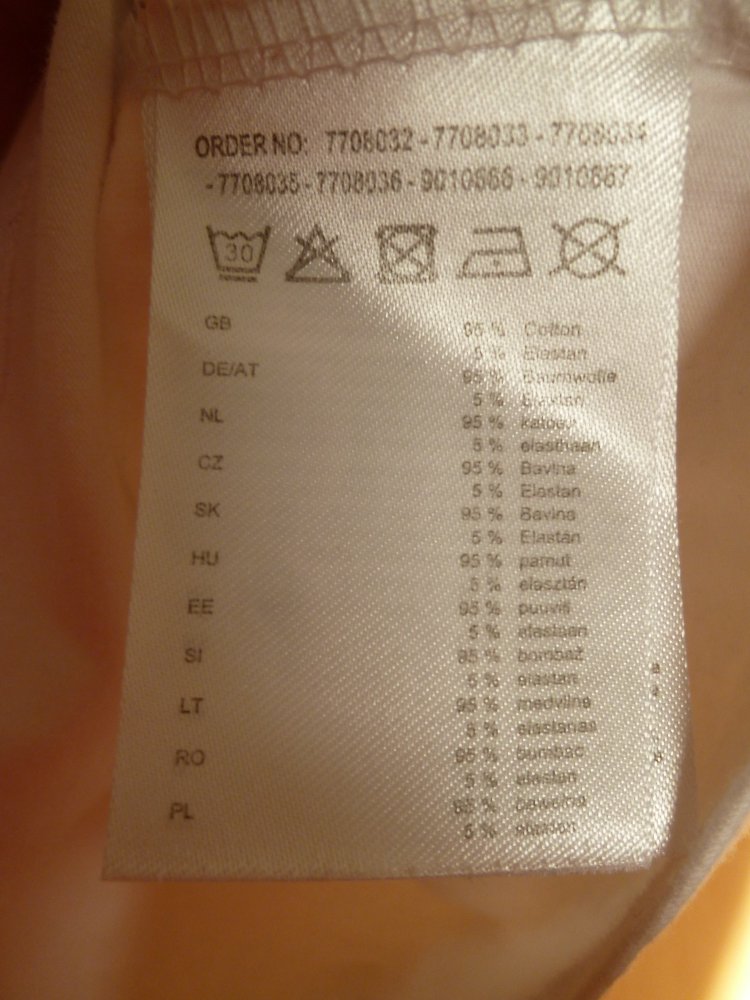 ORDER NO: 7708032 - 7708033 - 7708034
- 7708035 - 7708036 - 9010666 - 9010667
30
GB 95 % Cotton
5 % Elastan
DE/AT 95 % Baumwolle
5 % Elastan
NL 95 % katoen
5 % elasthaan
CZ 95 % Bavlna
5 % Elastan
SK 95 % Bavlna
5 % Elastán
HU 95 % pamut
5 % elasztán
EE 95 % puuvill
5 % elastaan
SI 95 % bombaž
5 % elastan
LT 95 % medvilnė
5 % elastanas
RO 95 % bumbac
5 % elastan
PL 95 % bawełna
5 % elastan